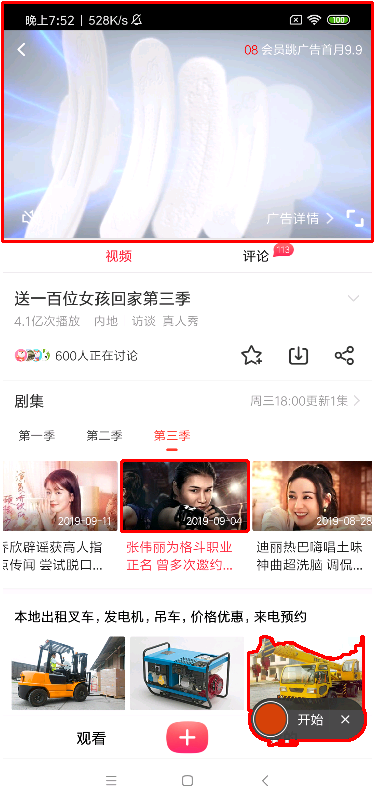 晚上7:52 | 528K/s
100
08 会员跳广告首月9.9
广告详情
视频
评论
113
送一百位女孩回家第三季
4.1亿次播放 内地 访谈 真人秀
600人正在讨论
剧集
周三18:00更新1集
第一季 第二季 第三季
2019-09-11
2019-09-04
2019-08-28
乔欣辟谣获高人指
点传闻 尝试脱口...
张伟丽为格斗职业
正名 曾多次邀约...
迪丽热巴嗨唱土味
神曲超洗脑 调侃...
本地出租叉车，发电机，吊车，价格优惠，来电预约
观看
开始